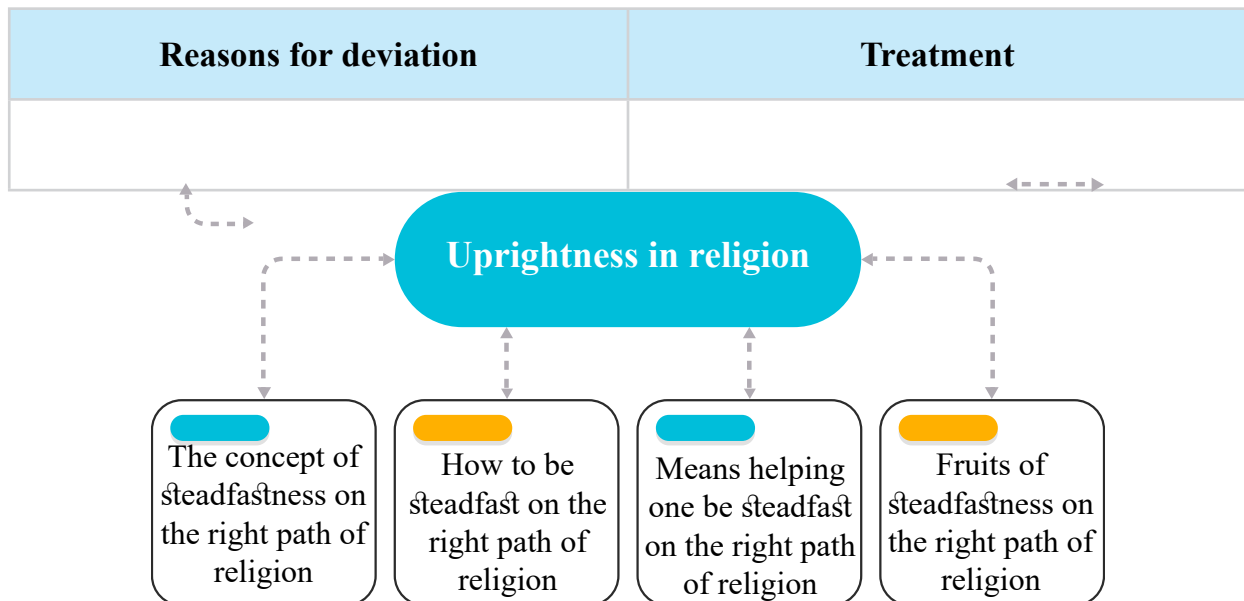 Reasons for deviation
Treatment
Uprightness in religion
The concept of
steadfastness on
the right path of
religion
How to be
steadfast on the
right path of
religion
Means helping
one be steadfast
on the right path
of religion
Fruits of
steadfastness on
the right path of
religion